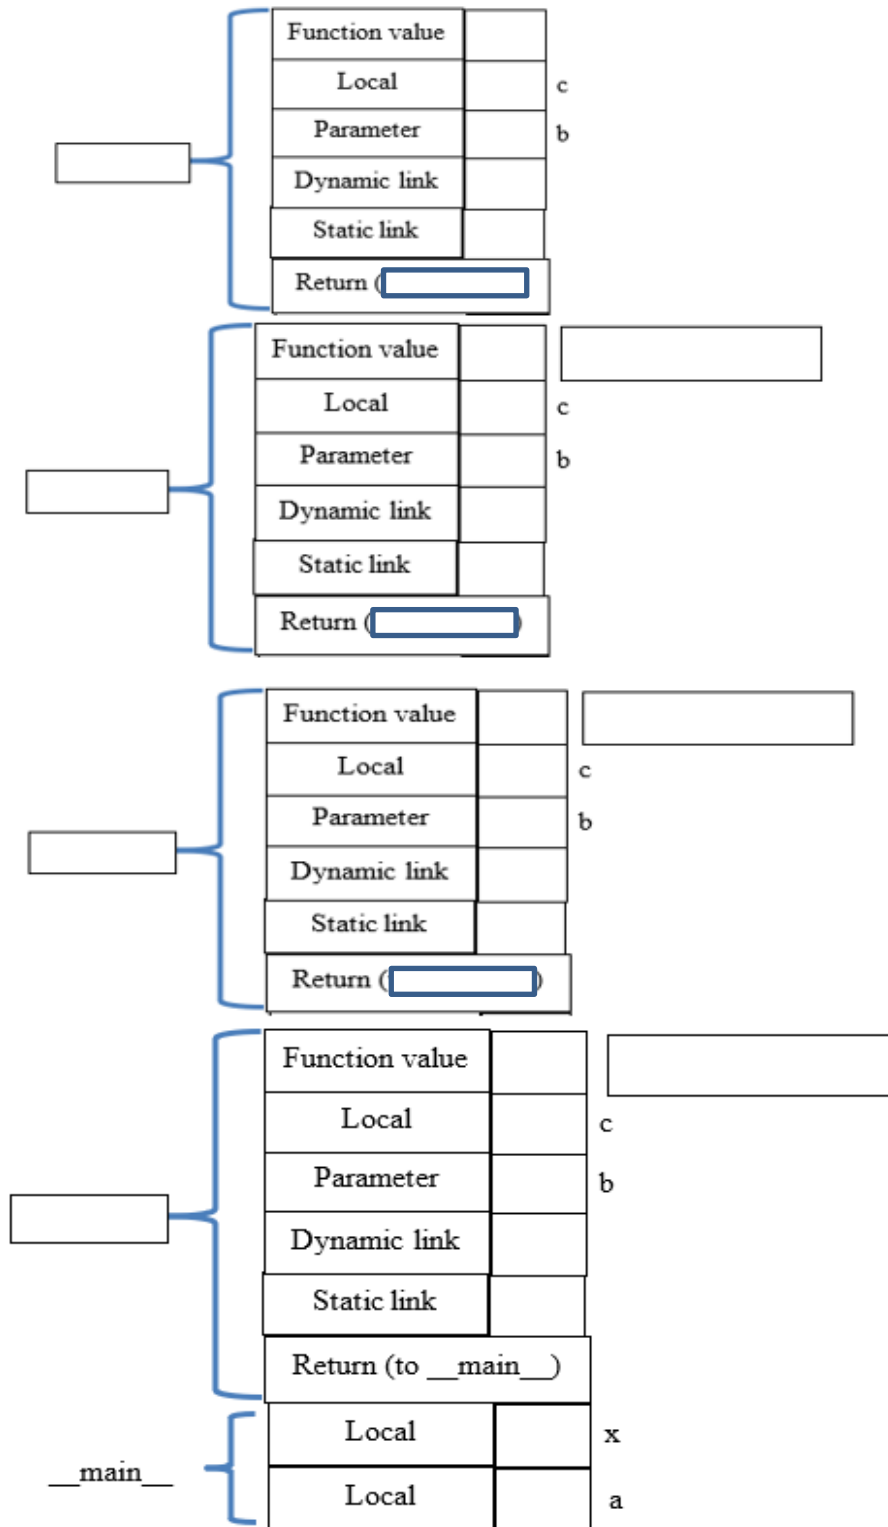 Function value
Local c
Parameter b
Dynamic link
Static link
Return (
Function value
Local c
Parameter b
Dynamic link
Static link
Return ( )
Function value
Local c
Parameter b
Dynamic link
Static link
Return ( )
Function value
Local c
Parameter b
Dynamic link
Static link
Return (to __main__)
Local x
__main__
Local a